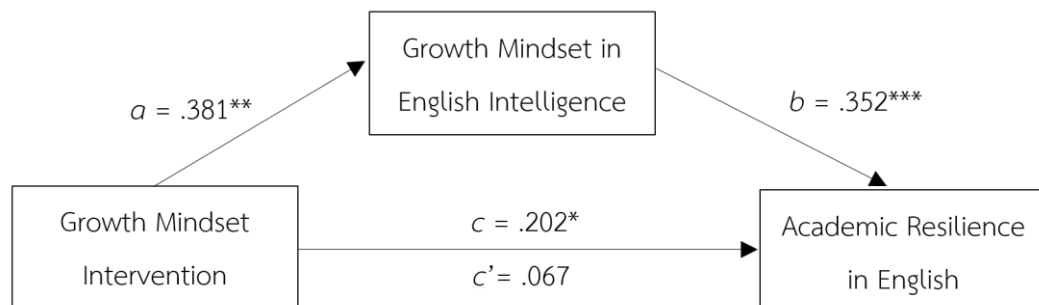 Growth Mindset in
English Intelligence
a = .381**
b = .352***
Growth Mindset
Intervention
c = .202*
c’= .067
Academic Resilience
in English